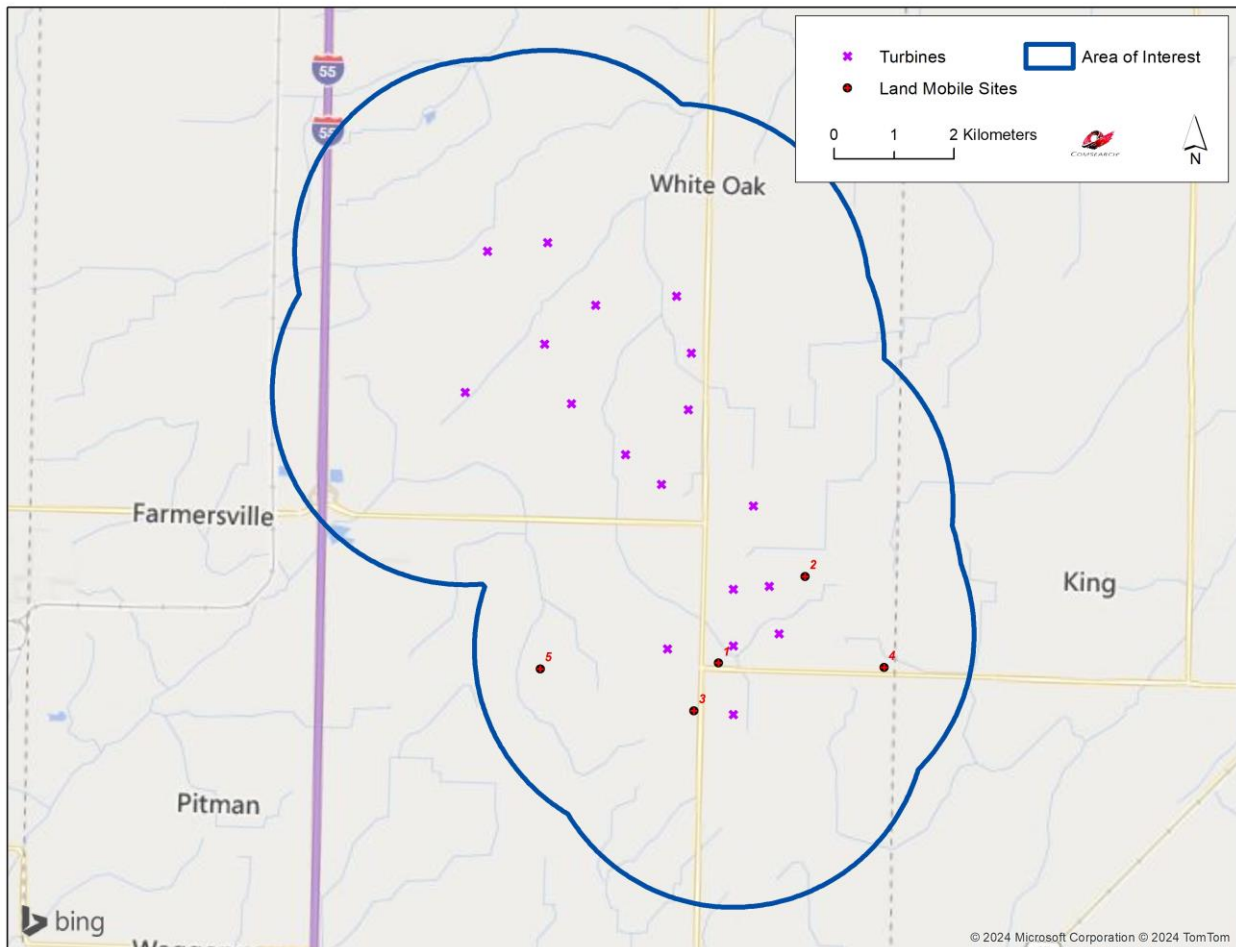 55
55
Turbines
Area of Interest
Land Mobile Sites
0 1 2 Kilometers
COMSEARCH
N
White Oak
Farmersville
2
King
1
4
5
3
Pitman
bing
© 2024 Microsoft Corporation © 2024 TomTom